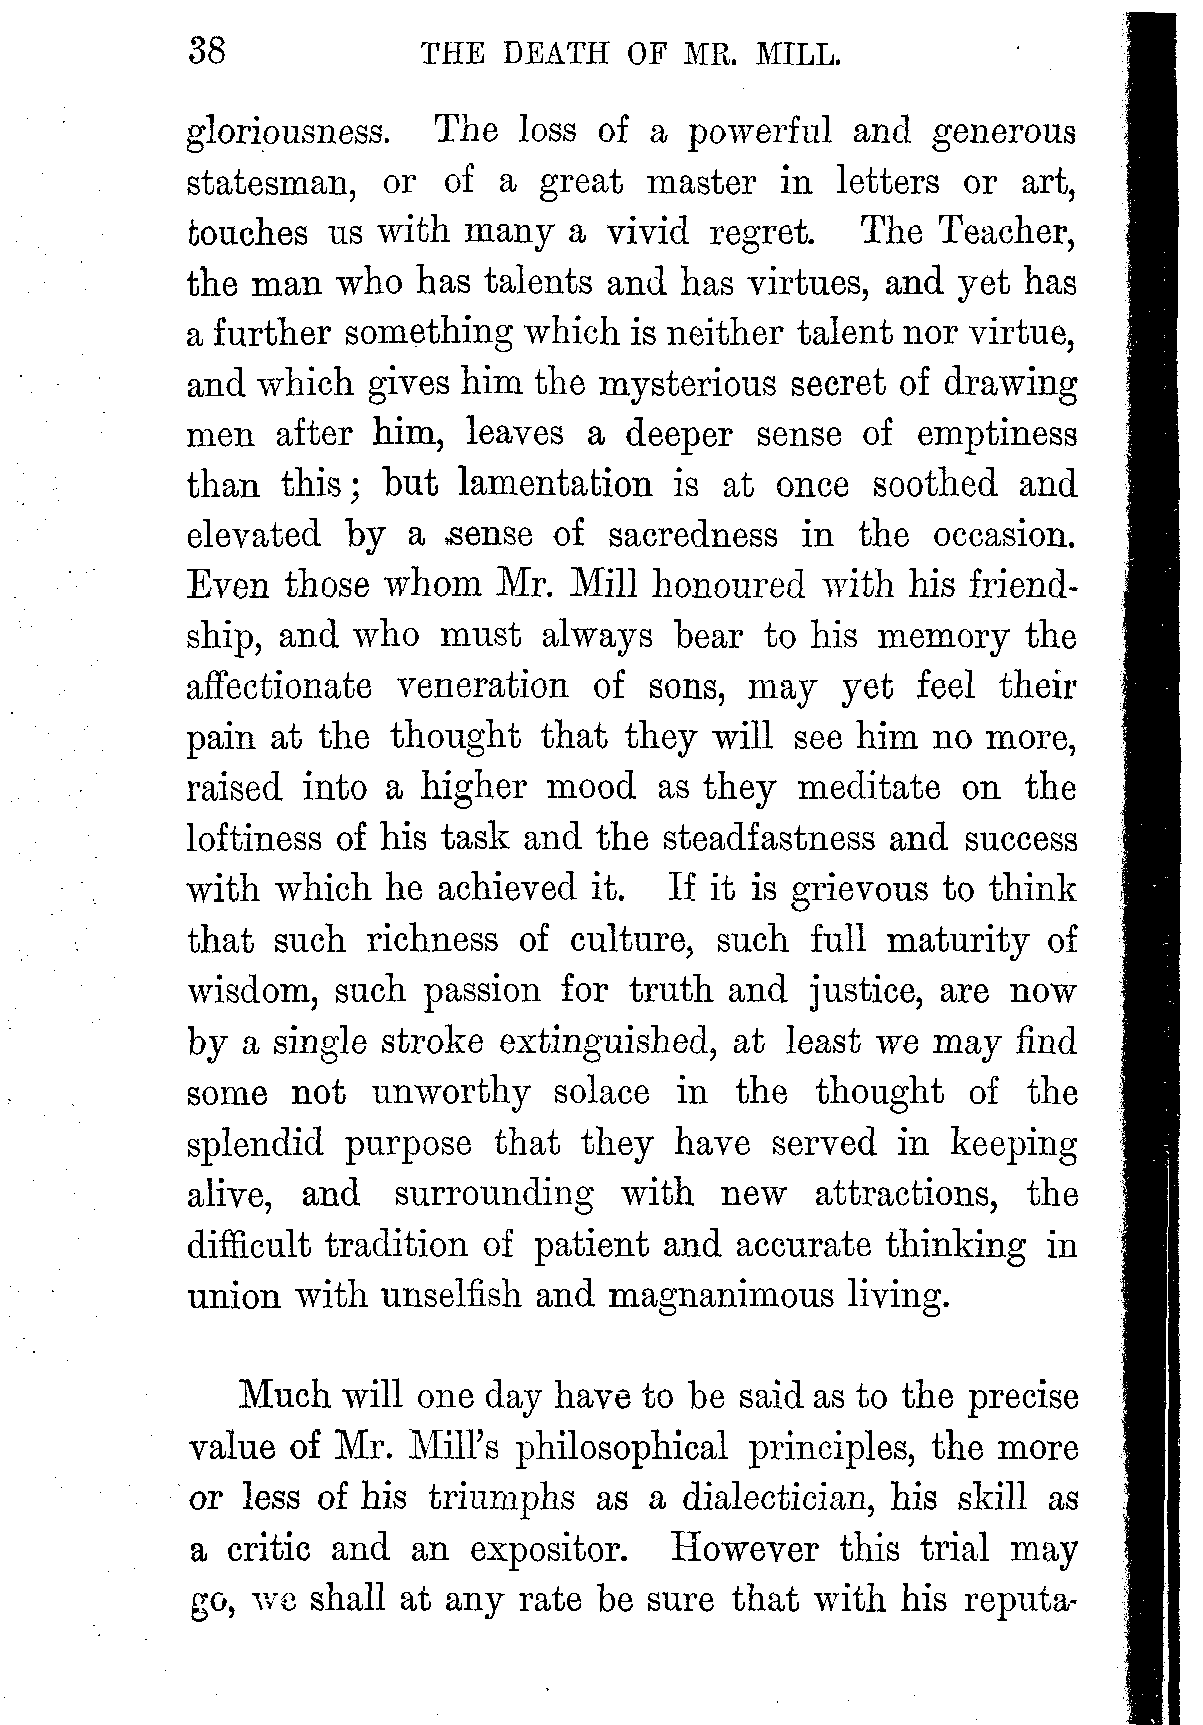 38 THE DEATH OF MR. MILL.
gloriousness. The loss of a powerful and generous
statesman, or of a great master in letters or art,
touches us with many a vivid regret. The Teacher,
the man who has talents and has virtues, and yet has
a further something which is neither talent nor virtue,
and which gives him the mysterious secret of drawing
men after him, leaves a deeper sense of emptiness
than this; but lamentation is at once soothed and
elevated by a sense of sacredness in the occasion.
Even those whom Mr. Mill honoured with his friend-
ship, and who must always bear to his memory the
affectionate veneration of sons, may yet feel their
pain at the thought that they will see him no more,
raised into a higher mood as they meditate on the
loftiness of his task and the steadfastness and success
with which he achieved it. If it is grievous to think
that such richness of culture, such full maturity of
wisdom, such passion for truth and justice, are now
by a single stroke extinguished, at least we may find
some not unworthy solace in the thought of the
splendid purpose that they have served in keeping
alive, and surrounding with new attractions, the
difficult tradition of patient and accurate thinking in
union with unselfish and magnanimous living.
Much will one day have to be said as to the precise
value of Mr. Mill's philosophical principles, the more
or less of his triumphs as a dialectician, his skill as
a critic and an expositor. However this trial may
go, we shall at any rate be sure that with his reputa-